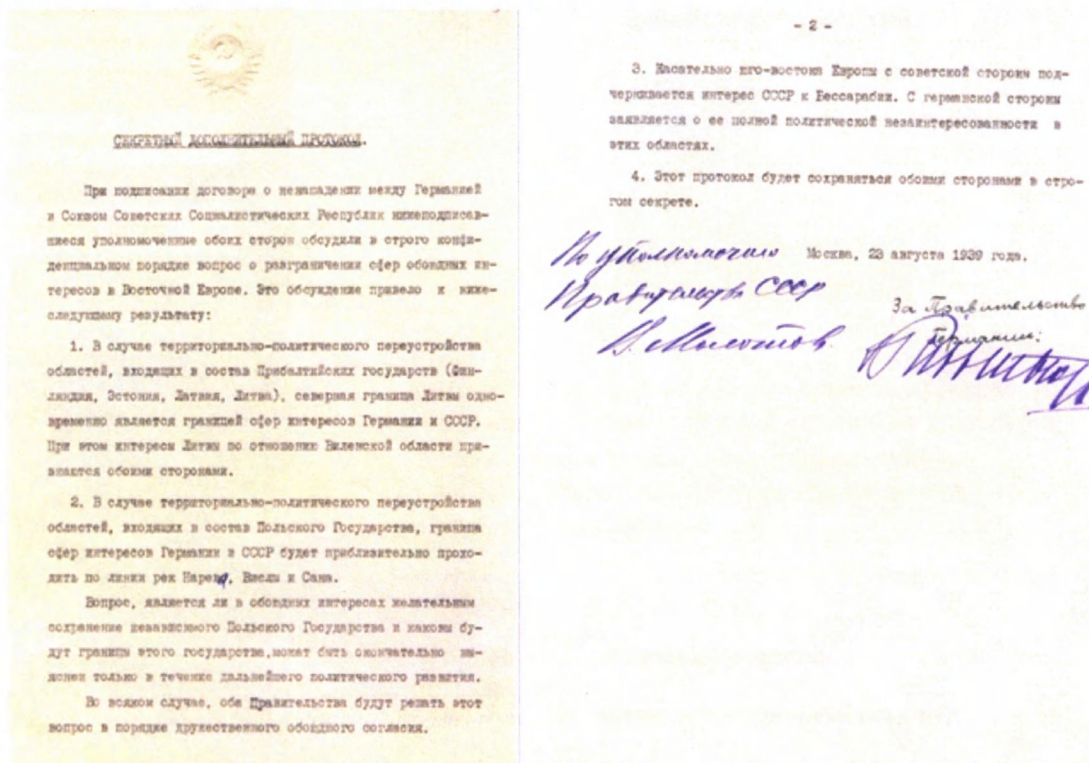 СЕКРЕТНЫЙ ДОПОЛНИТЕЛЬНЫЙ ПРОТОКОЛ.
При подписании договора о ненападении между Германией
и Союзом Советских Социалистических Республик нижеподписав-
шиеся уполномоченные обоих сторон обсудили в строго конфи-
денциальном порядке вопрос о разграничении сфер обоюдных ин-
тересов в Восточной Европе. Это обсуждение привело к ниже-
следующему результату:
1. В случае территориально-политического переустройства
областей, входящих в состав Прибалтийских государств (Фин-
ляндия, Эстония, Латвия, Литва), северная граница Литвы одно-
временно является границей сфер интересов Германии и СССР.
При этом интересы Литвы по отношению Виленской области при-
знаются обоими сторонами.
2. В случае территориально-политического переустройства
областей, входящих в состав Польского Государства, граница
сфер интересов Германии и СССР будет приблизительно прохо-
дить по линии рек Нарева, Вислы и Сана.
Вопрос, является ли в обоюдных интересах желательным
сохранение независимого Польского Государства и каковы бу-
дут границы этого государства, может быть окончательно вы-
яснен только в течение дальнейшего политического развития.
Во всяком случае, оба Правительства будут решать этот
вопрос в порядке дружественного обоюдного согласия.
- 2 -
3. Касательно юго-востока Европы с советской стороны под-
черкивается интерес СССР к Бессарабии. С германской стороны
заявляется о ее полной политической незаинтересованности в
этих областях.
4. Этот протокол будет сохраняться обоими сторонами в стро-
гом секрете.
Москва, 23 августа 1939 года.
По уполномочию
Правительства СССР
В. Молотов
За Правительство
Германии: